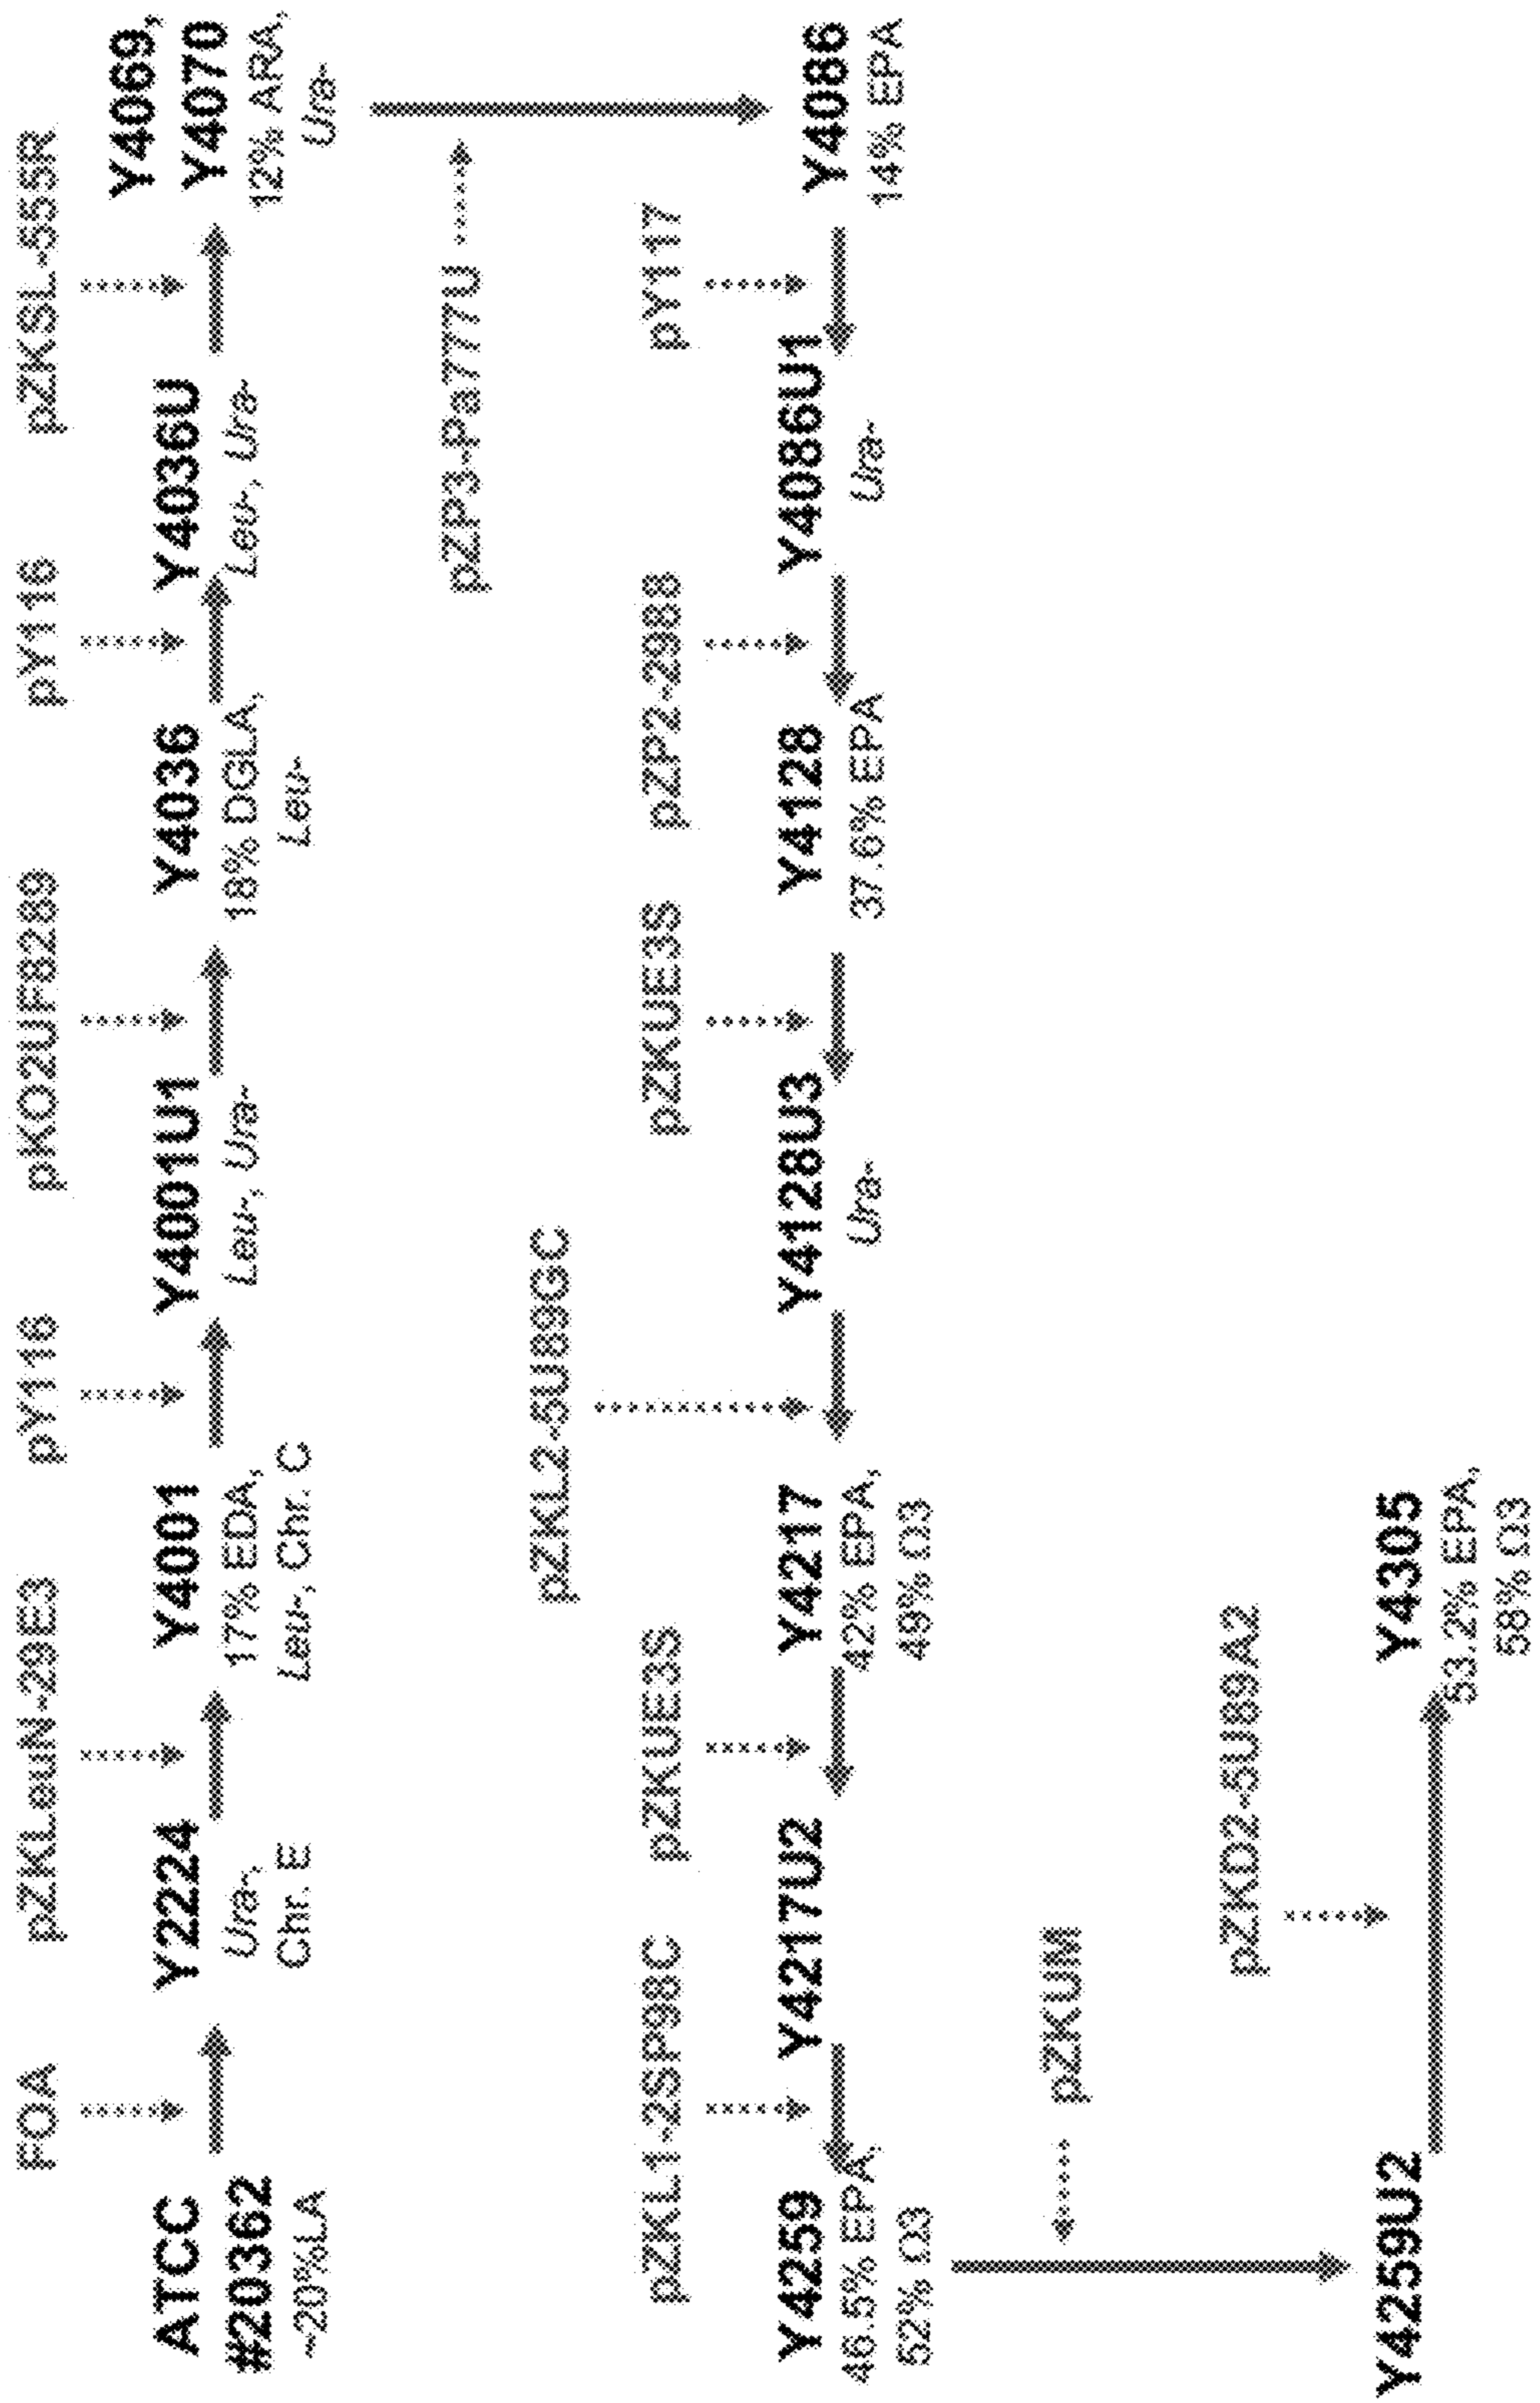 FOA
pZKLeuN-29E3
pY116
pKO2UF8289
pY116
pZKSL-555R
ATCC
#20362
~20%LA
Y2224
Ura-,
Chr. E
Y4001
17% EDA,
Leu-, Chr. C
Y4001U1
Leu-, Ura-
Y4036
18% DGLA,
Leu-
Y4036U
Leu-, Ura-
Y4069,
Y4070
12% ARA,
Ura-
pZP3-Pa777U
pZKL2-5U89GC
pZKL1-2SP98C
pZKUE3S
pZKUE3S
pZP2-2988
pY117
Y4259
46.5% EPA,
52% Ω3
Y4217U2
Y4217
42% EPA,
49% Ω3
Y4128U3
Ura-
Y4128
37.6% EPA
Y4086U1
Ura-
Y4086
14% EPA
pZKUM
pZKD2-5U89A2
Y4259U2
Y4305
53.2% EPA,
58% Ω3